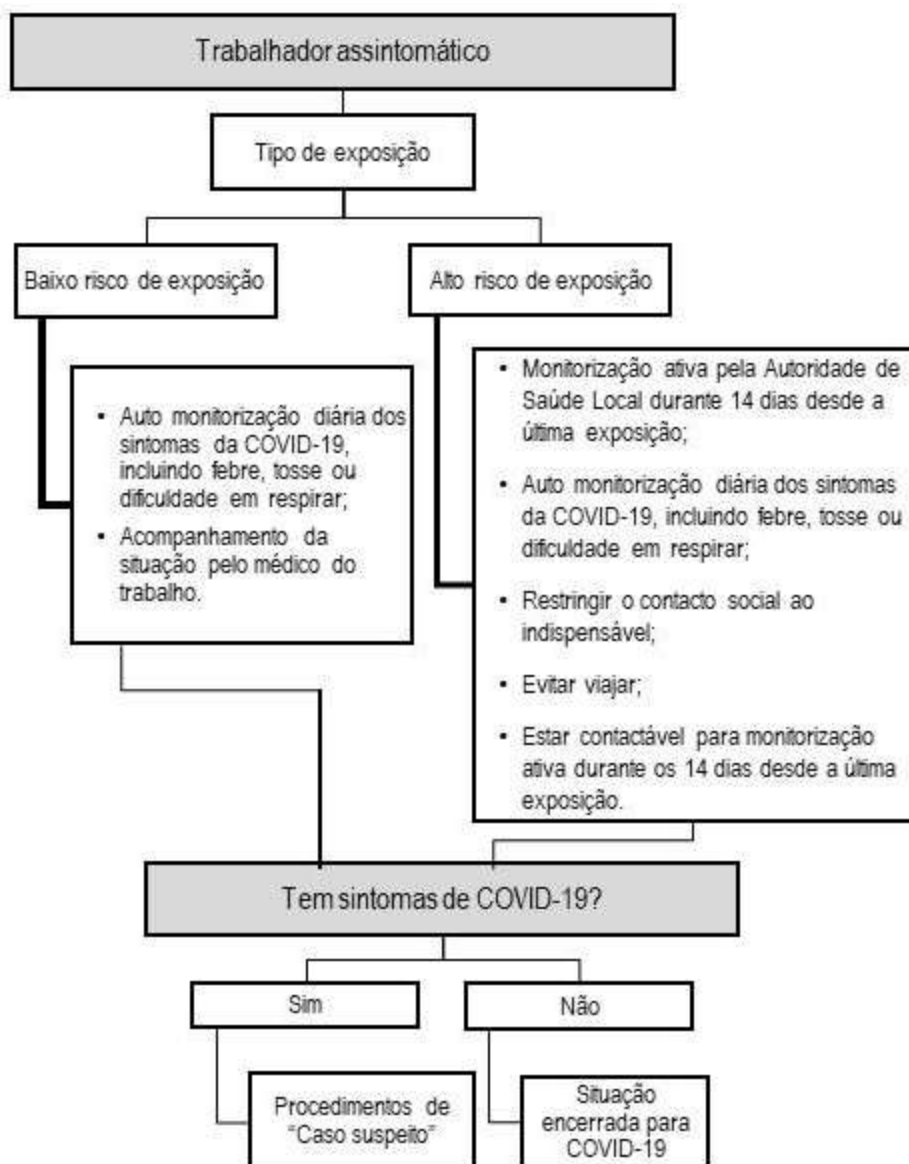 Trabalhador assintomático
Tipo de exposição
Baixo risco de exposição
Alto risco de exposição
• Auto monitorização diária dos
sintomas da COVID-19,
incluindo febre, tosse ou
dificuldade em respirar;
• Acompanhamento da
situação pelo médico do
trabalho.
• Monitorização ativa pela Autoridade de
Saúde Local durante 14 dias desde a
última exposição;
• Auto monitorização diária dos sintomas
da COVID-19, incluindo febre, tosse ou
dificuldade em respirar;
• Restringir o contacto social ao
indispensável;
• Evitar viajar;
• Estar contactável para monitorização
ativa durante os 14 dias desde a última
exposição.
Tem sintomas de COVID-19?
Sim
Não
Procedimentos de
"Caso suspeito"
Situação
encerrada para
COVID-19